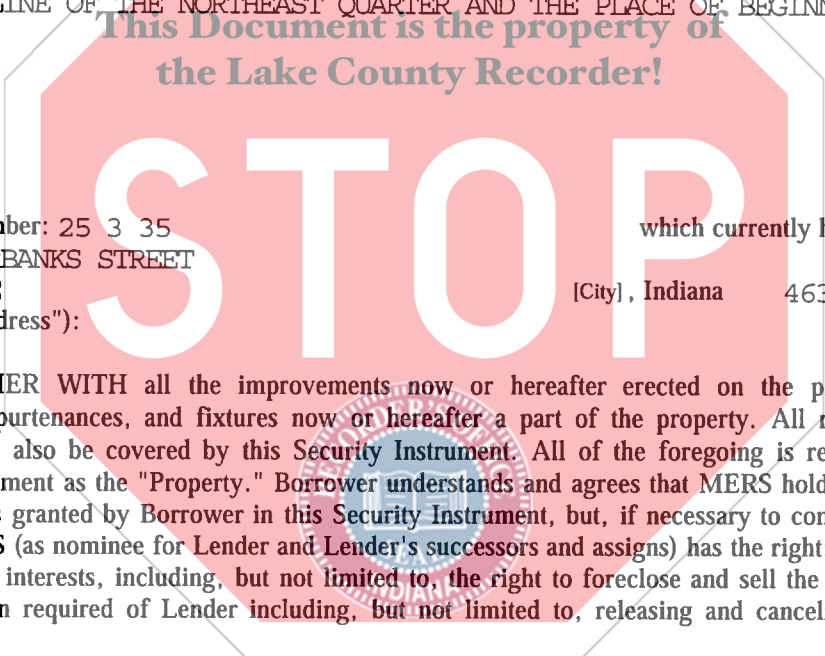 LINE OF THE NORTHEAST QUARTER AND THE PLACE OF BEGINN
This Document is the property of
the Lake County Recorder!
STOP
nber: 25 3 35 which currently h
BANKS STREET
[City], Indiana 463
dress"):
IER WITH all the improvements now or hereafter erected on the p
purtenances, and fixtures now or hereafter a part of the property. All r
also be covered by this Security Instrument. All of the foregoing is re
ment as the "Property." Borrower understands and agrees that MERS hold
s granted by Borrower in this Security Instrument, but, if necessary to com
S (as nominee for Lender and Lender's successors and assigns) has the right
interests, including, but not limited to, the right to foreclose and sell the
n required of Lender including, but not limited to, releasing and cancel
RECORDER'S OFFICE
INDIANA